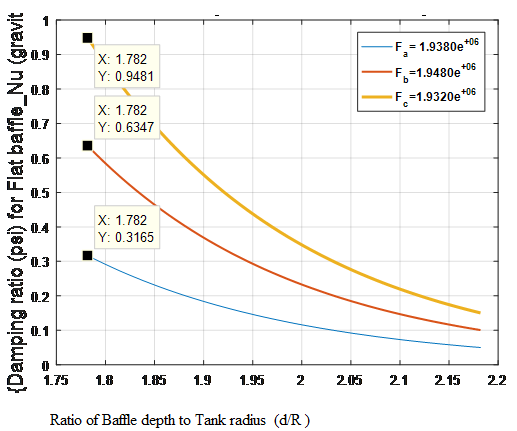 {Damping ratio (psi) for Flat baffle_Nu (gravit
1
0.9
0.8
0.7
0.6
0.5
0.4
0.3
0.2
0.1
0
X: 1.782
Y: 0.9481
X: 1.782
Y: 0.6347
X: 1.782
Y: 0.3165
Fa= 1.9380e+06
Fb= 1.9480e+06
Fc= 1.9320e+06
1.75 1.8 1.85 1.9 1.95 2 2.05 2.1 2.15 2.2
Ratio of Baffle depth to Tank radius (d/R )